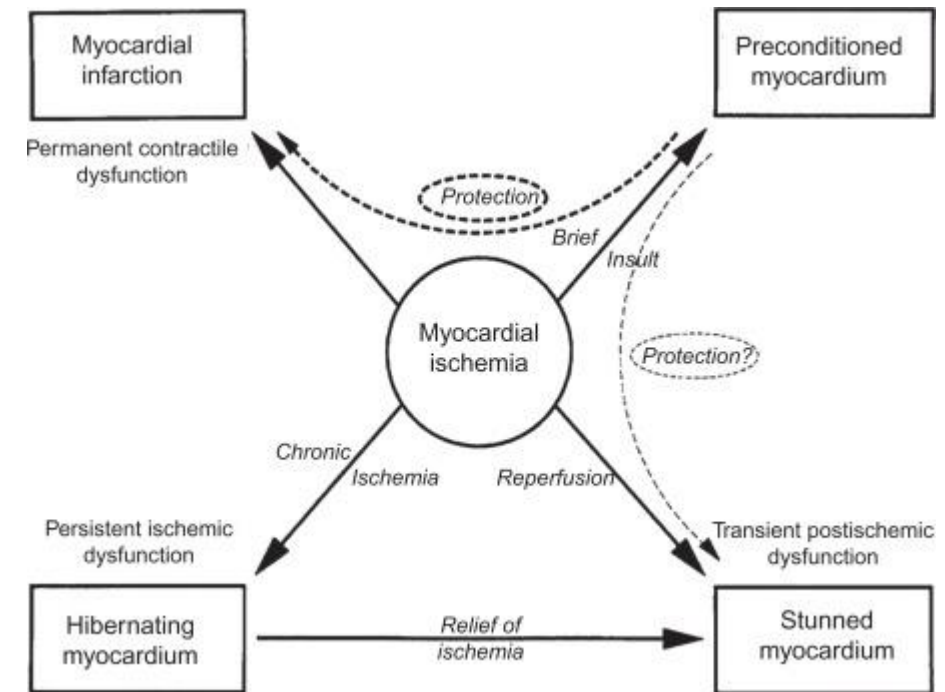 Myocardial
infarction
Preconditioned
myocardium
Permanent contractile
dysfunction
Protection
Brief
Insult
Myocardial
ischemia
Protection?
Chronic
Ischemia
Reperfusion
Persistent ischemic
dysfunction
Transient postischemic
dysfunction
Hibernating
myocardium
Relief of
ischemia
Stunned
myocardium